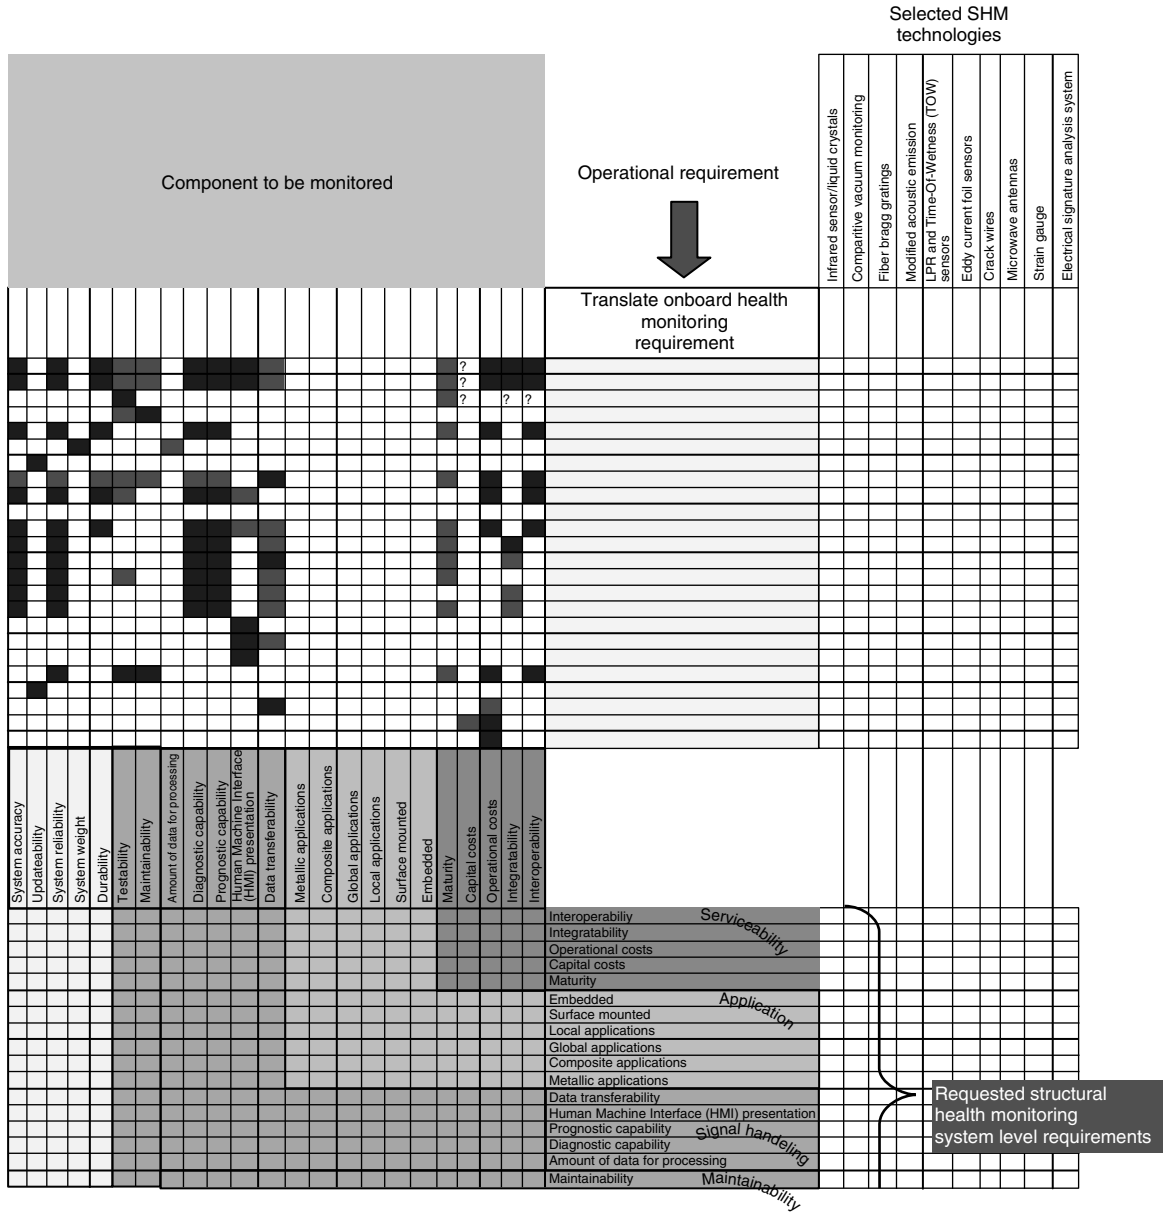 Selected SHM
technologies
Component to be monitored
Operational requirement
Infrared sensor/liquid crystals
Comparitive vacuum monitoring
Fiber bragg gratings
Modified acoustic emission
LPR and Time-Of-Wetness (TOW)
sensors
Eddy current foil sensors
Crack wires
Microwave antennas
Strain gauge
Electrical signature analysis system
Translate onboard health
monitoring
requirement
?
?
? ? ?
System accuracy
Updateability
System reliability
System weight
Durability
Testability
Maintainability
Amount of data for processing
Diagnostic capability
Prognostic capability
Human Machine Interface
(HMI) presentation
Data transferability
Metallic applications
Composite applications
Global applications
Local applications
Surface mounted
Embedded
Maturity
Capital costs
Operational costs
Integratability
Interoperability
Interoperabiliy
Serviceability
Integratability
Operational costs
Capital costs
Maturity
Embedded
Application
Surface mounted
Local applications
Global applications
Composite applications
Metallic applications
Data transferability
Human Machine Interface (HMI) presentation
Prognostic capability
Signal handeling
Diagnostic capability
Amount of data for processing
Maintainability
Maintainability
Requested structural
health monitoring
system level requirements